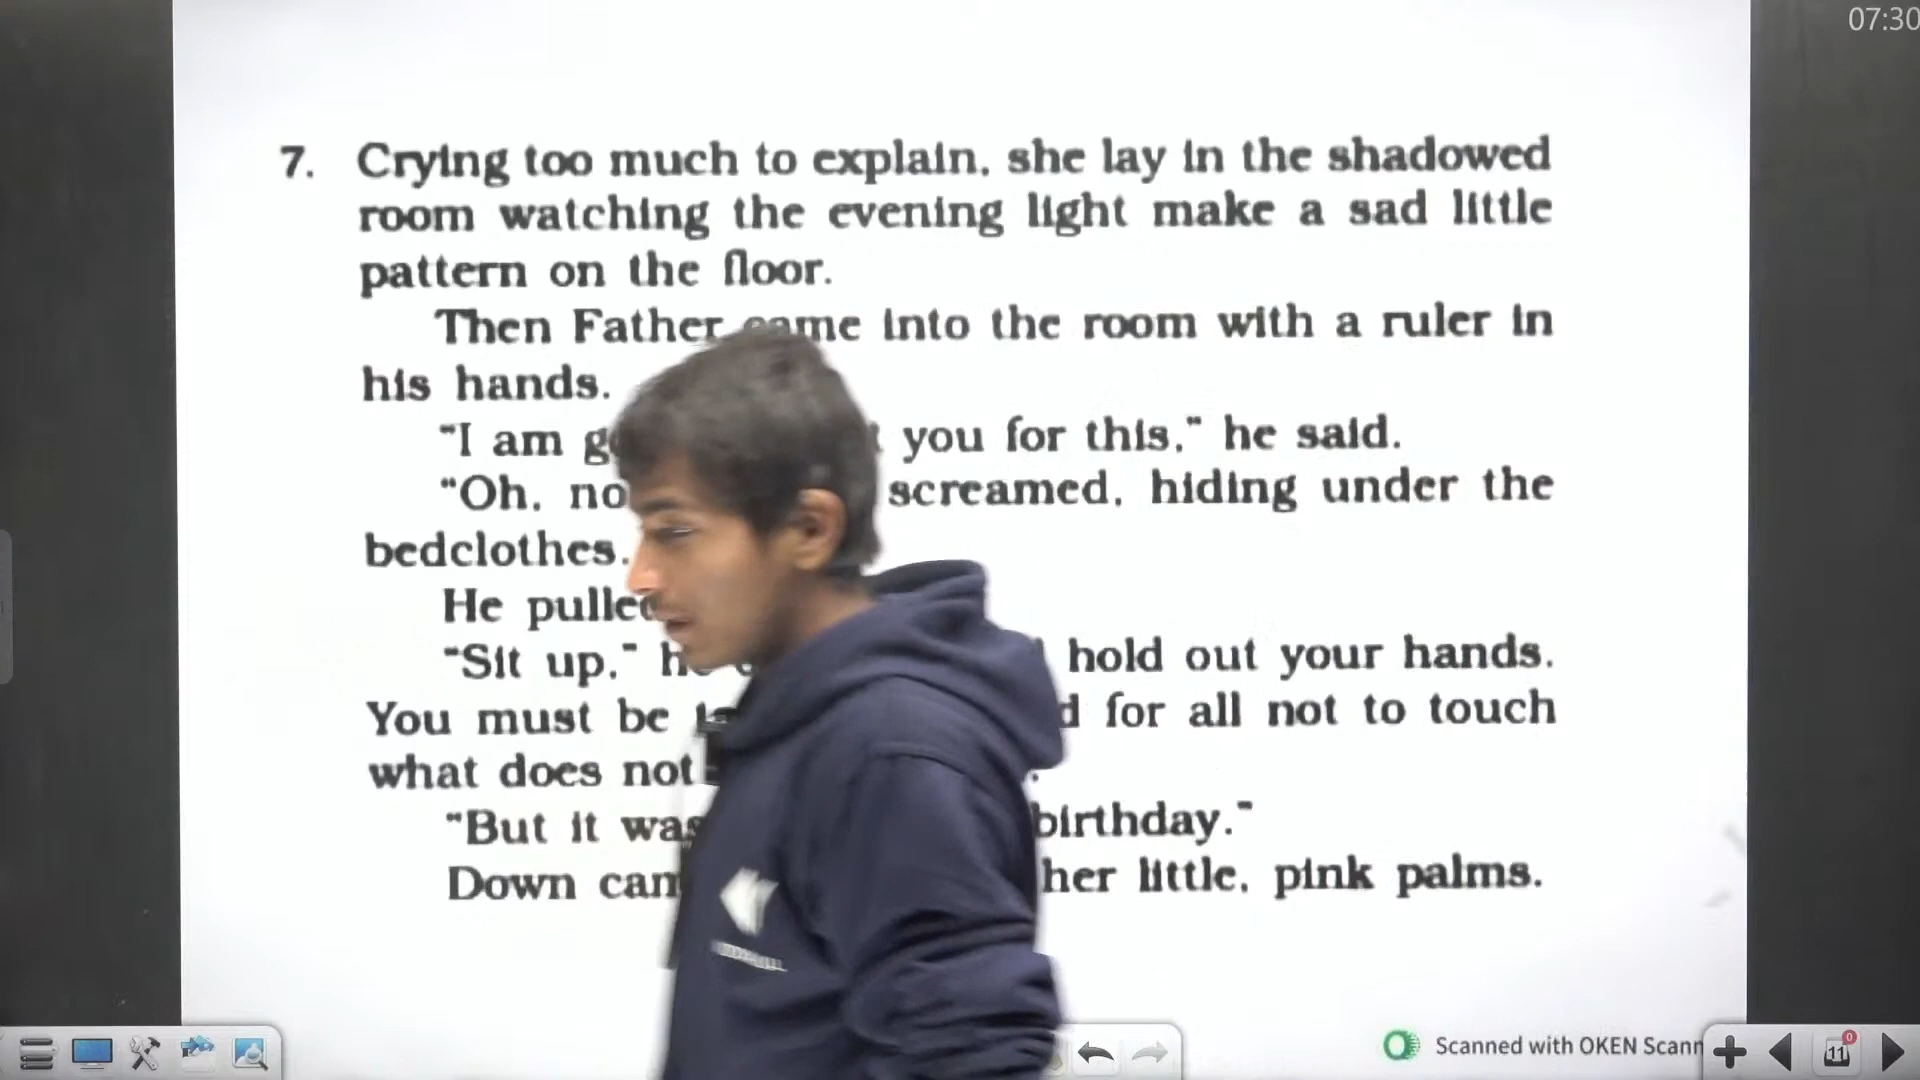 07:30
7. Crying too much to explain, she lay in the shadowed
room watching the evening light make a sad little
pattern on the floor.
Then Father came into the room with a ruler in
his hands.
"I am you for this," he said.
"Oh, no screamed, hiding under the
bedclothes.
He pulled
"Sit up," he hold out your hands.
You must be for all not to touch
what does not
"But it was birthday."
Down her little, pink palms.
Scanned with OKEN Scann
11
0